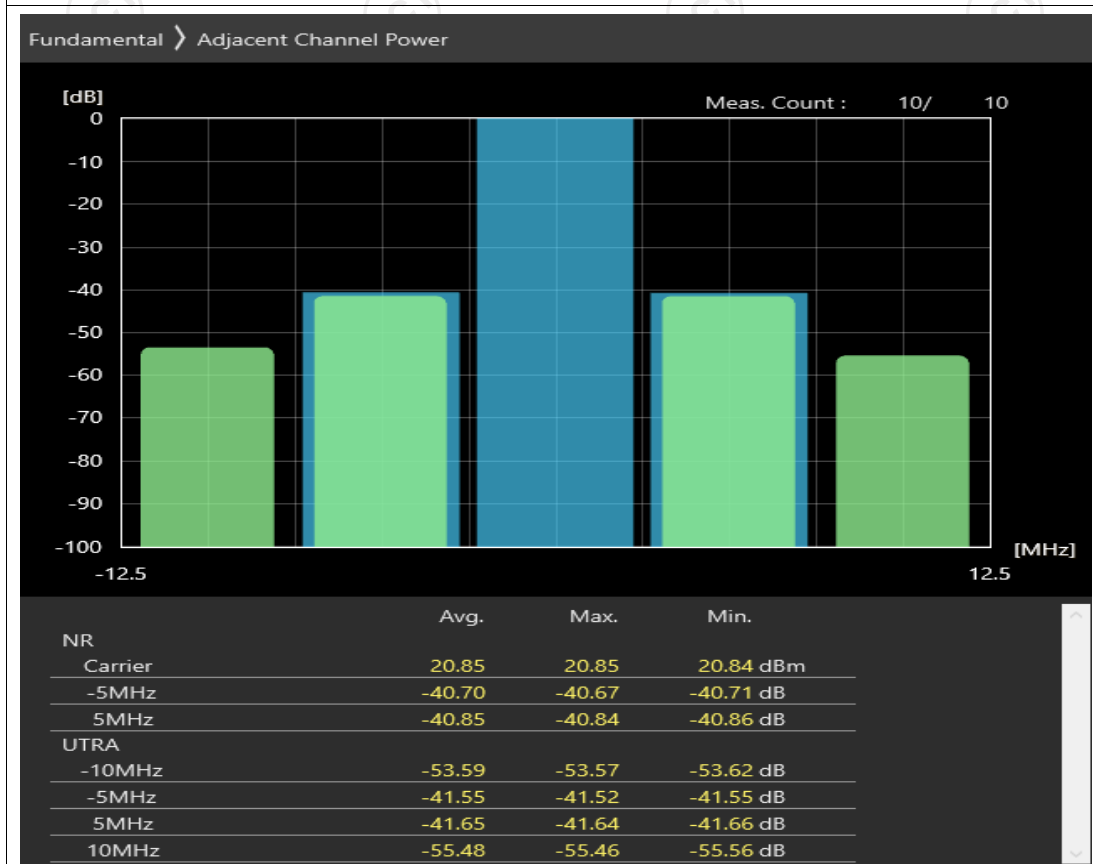 Fundamental ❭ Adjacent Channel Power
[dB]
Meas. Count : 10/ 10
0
-10
-20
-30
-40
-50
-60
-70
-80
-90
-100
[MHz]
-12.5 12.5
Avg. Max. Min.
NR
Carrier 20.85 20.85 20.84 dBm
-5MHz -40.70 -40.67 -40.71 dB
5MHz -40.85 -40.84 -40.86 dB
UTRA
-10MHz -53.59 -53.57 -53.62 dB
-5MHz -41.55 -41.52 -41.55 dB
5MHz -41.65 -41.64 -41.66 dB
10MHz -55.48 -55.46 -55.56 dB